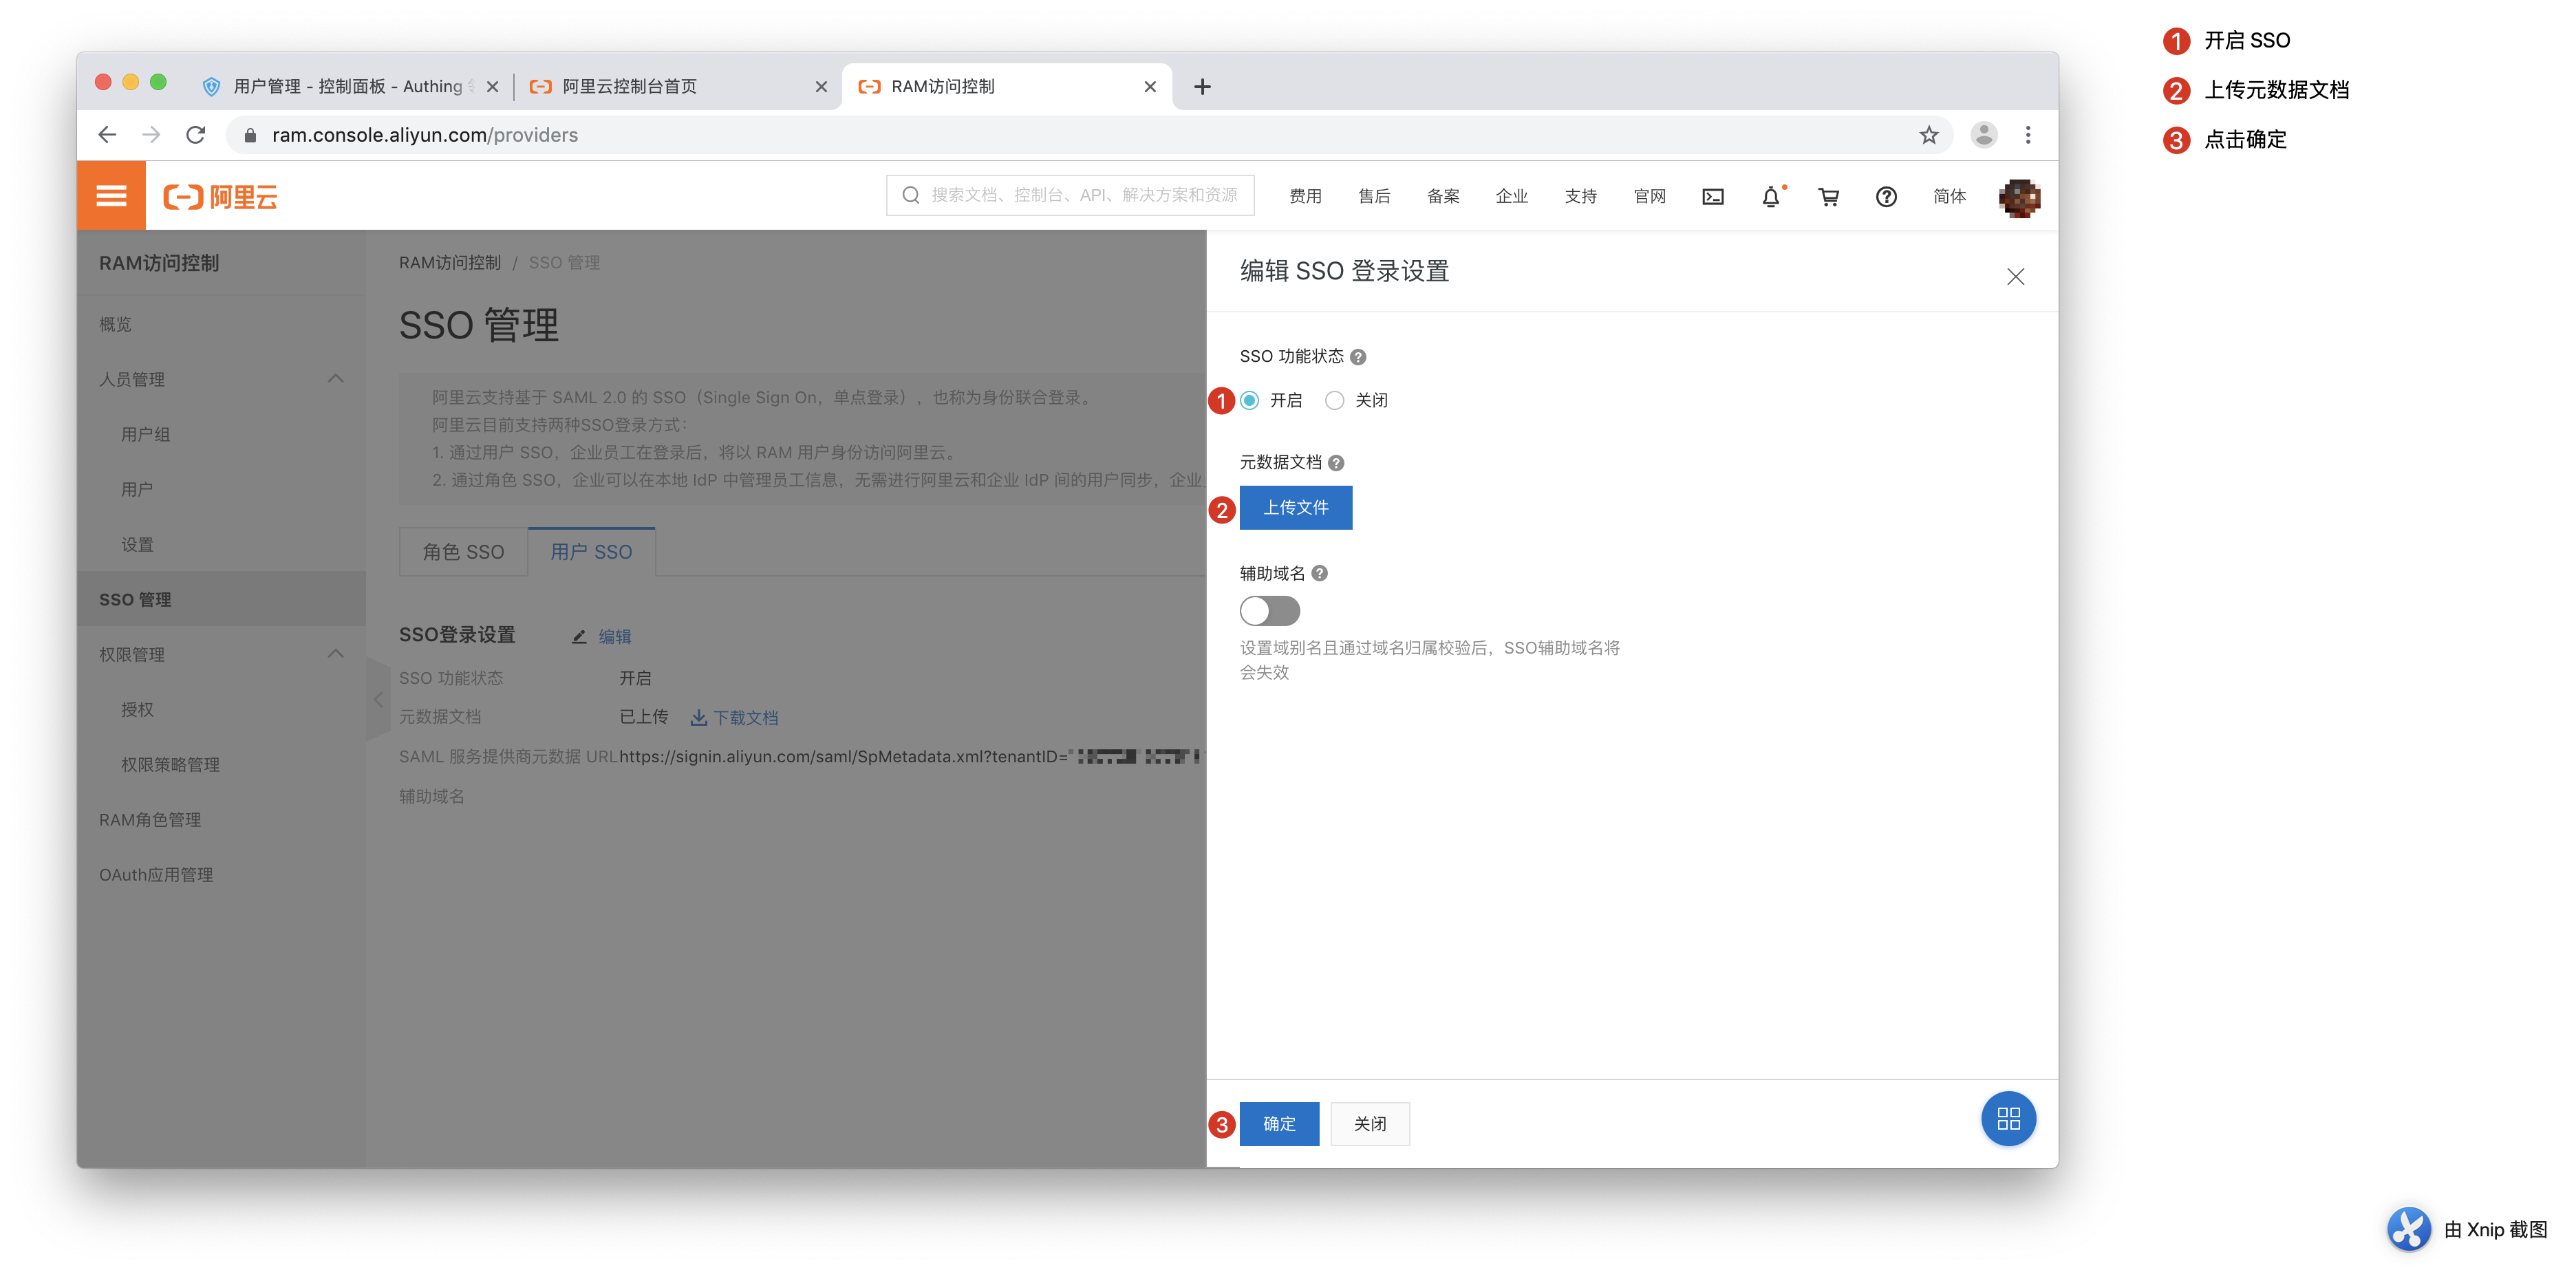 用户管理 - 控制面板 - Authing
阿里云控制台首页
RAM访问控制
ram.console.aliyun.com/providers
阿里云
搜索文档、控制台、API、解决方案和资源
费用
售后
备案
企业
支持
官网
简体
RAM访问控制
概览
人员管理
用户组
用户
设置
SSO 管理
权限管理
授权
权限策略管理
RAM角色管理
OAuth应用管理
RAM访问控制 / SSO 管理
SSO 管理
阿里云支持基于 SAML 2.0 的 SSO（Single Sign On，单点登录），也称为身份联合登录。
阿里云目前支持两种SSO登录方式：
1. 通过用户 SSO，企业员工在登录后，将以 RAM 用户身份访问阿里云。
2. 通过角色 SSO，企业可以在本地 IdP 中管理员工信息，无需进行阿里云和企业 IdP 间的用户同步，企业
角色 SSO
用户 SSO
SSO登录设置
编辑
SSO 功能状态 开启
元数据文档 已上传 下载文档
SAML 服务提供商元数据 URL https://signin.aliyun.com/saml/SpMetadata.xml?tenantID=
辅助域名
编辑 SSO 登录设置
SSO 功能状态
1 开启 关闭
元数据文档
2 上传文件
辅助域名
设置域别名且通过域名归属校验后，SSO辅助域名将
会失效
3 确定 关闭
1 开启 SSO
2 上传元数据文档
3 点击确定
由 Xnip 截图